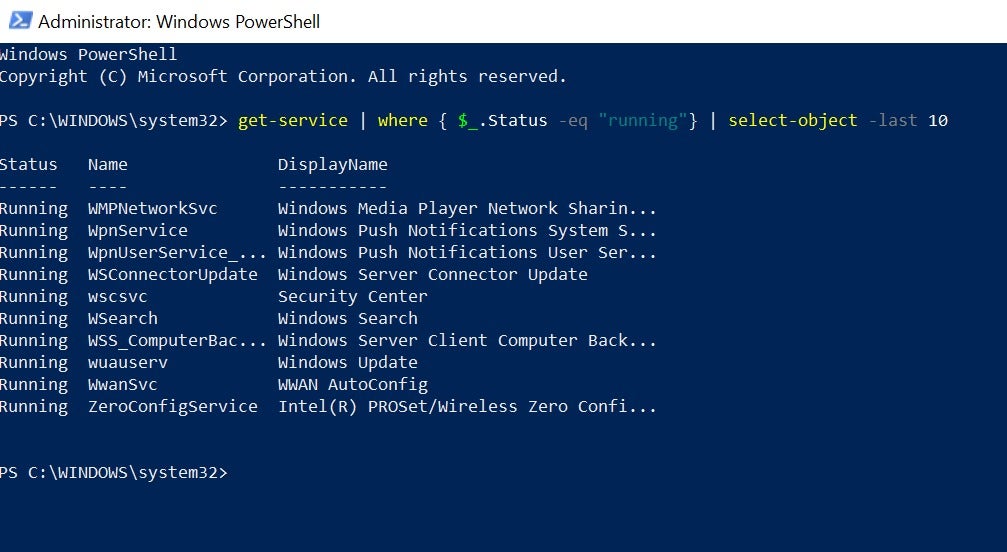 Administrator: Windows PowerShell
Windows PowerShell
Copyright (C) Microsoft Corporation. All rights reserved.
PS C:\WINDOWS\system32> get-service | where { $_.Status -eq "running"} | select-object -last 10
Status   Name               DisplayName
------   ----               -----------
Running  WMPNetworkSvc      Windows Media Player Network Sharin...
Running  WpnService         Windows Push Notifications System S...
Running  WpnUserService_... Windows Push Notifications User Ser...
Running  WSConnectorUpdate  Windows Server Connector Update
Running  wscsvc             Security Center
Running  WSearch            Windows Search
Running  WSS_ComputerBac... Windows Server Client Computer Back...
Running  wuauserv           Windows Update
Running  WwanSvc            WWAN AutoConfig
Running  ZeroConfigService  Intel(R) PROSet/Wireless Zero Confi...
PS C:\WINDOWS\system32>